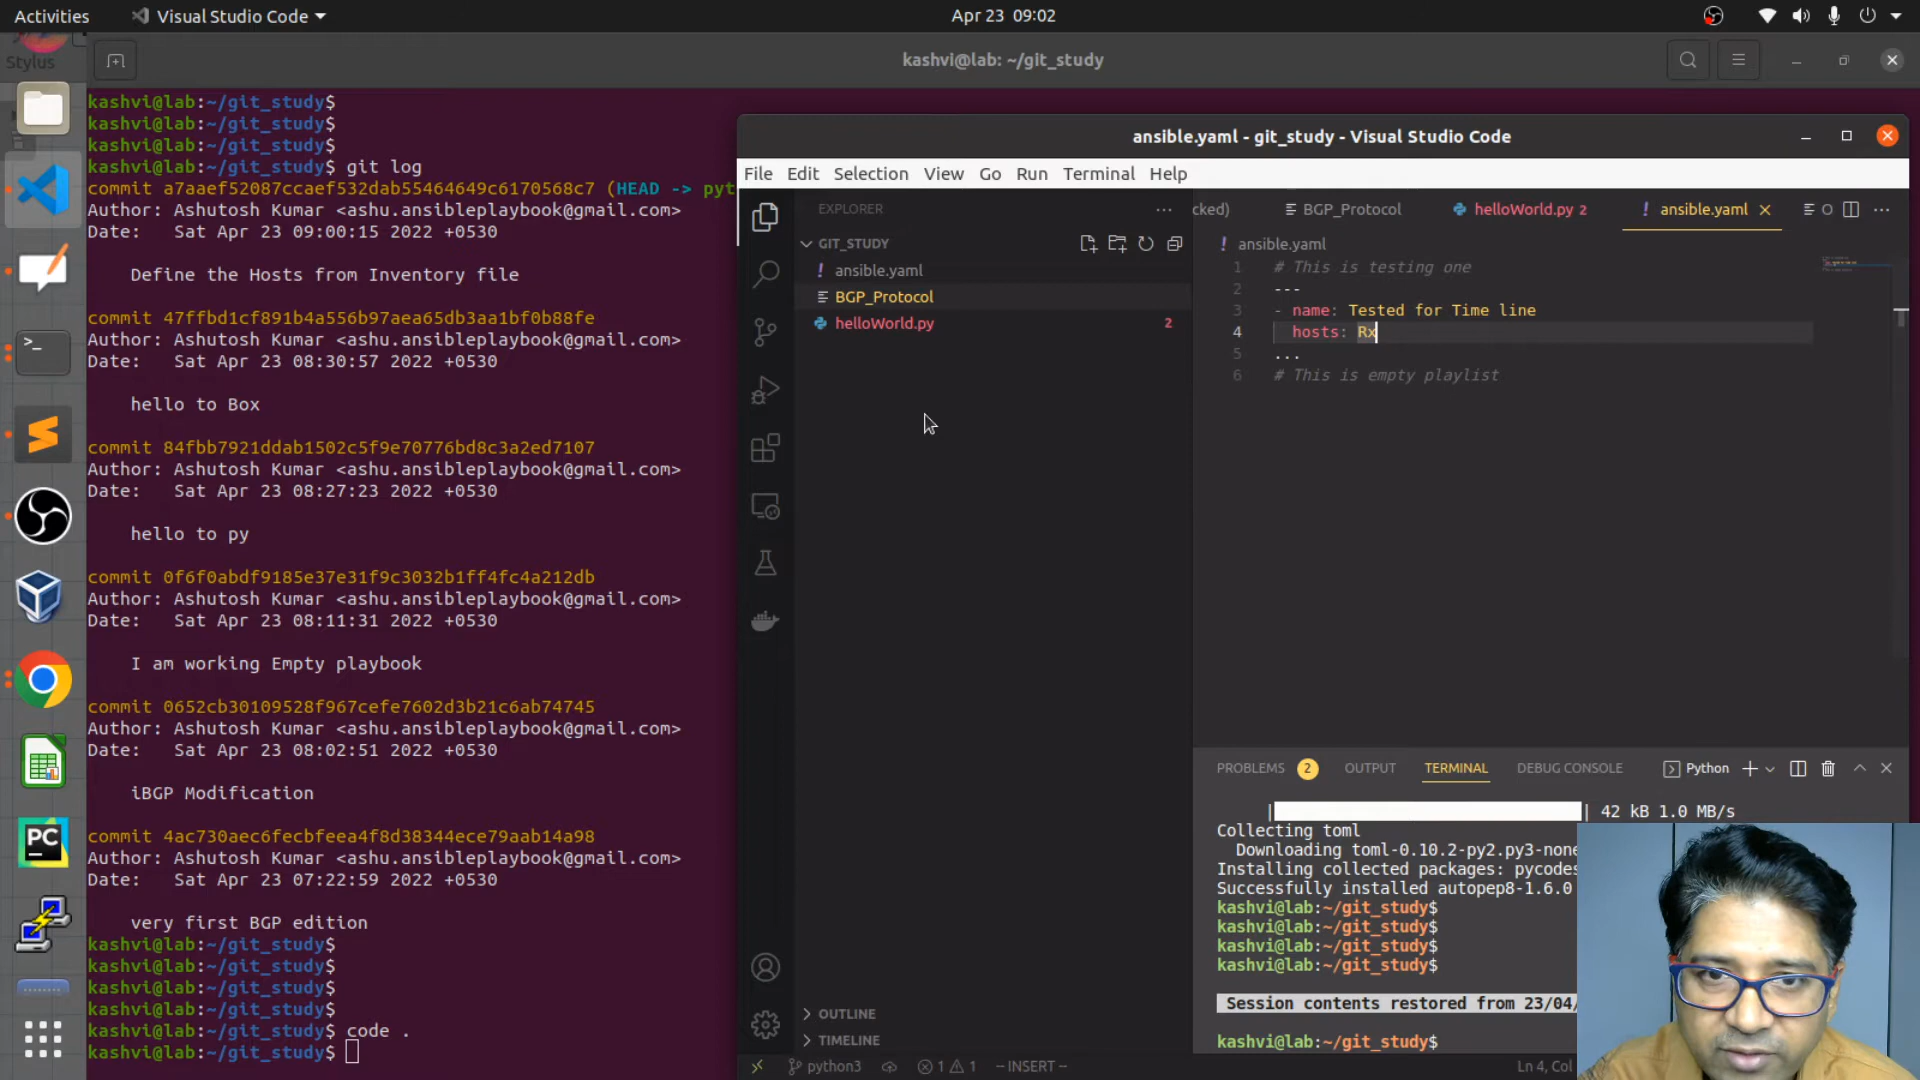 Activities
Visual Studio Code
Apr 23 09:02
Stylus
kashvi@lab: ~/git_study
kashvi@lab:~/git_study$
kashvi@lab:~/git_study$
kashvi@lab:~/git_study$
kashvi@lab:~/git_study$ git log
commit a7aaef52087ccaef532dab55464649c6170568c7 (HEAD -> pyt
Author: Ashutosh Kumar <ashu.ansibleplaybook@gmail.com>
Date:   Sat Apr 23 09:00:15 2022 +0530
Define the Hosts from Inventory file
commit 47ffbd1cf891b4a556b97aea65db3aa1bf0b88fe
Author: Ashutosh Kumar <ashu.ansibleplaybook@gmail.com>
Date:   Sat Apr 23 08:30:57 2022 +0530
hello to Box
commit 84fbb7921ddab1502c5f9e70776bd8c3a2ed7107
Author: Ashutosh Kumar <ashu.ansibleplaybook@gmail.com>
Date:   Sat Apr 23 08:27:23 2022 +0530
hello to py
commit 0f6f0abdf9185e37e31f9c3032b1ff4fc4a212db
Author: Ashutosh Kumar <ashu.ansibleplaybook@gmail.com>
Date:   Sat Apr 23 08:11:31 2022 +0530
I am working Empty playbook
commit 0652cb30109528f967cefe7602d3b21c6ab74745
Author: Ashutosh Kumar <ashu.ansibleplaybook@gmail.com>
Date:   Sat Apr 23 08:02:51 2022 +0530
iBGP Modification
commit 4ac730aec6fecbfeea4f8d38344ece79aab14a98
Author: Ashutosh Kumar <ashu.ansibleplaybook@gmail.com>
Date:   Sat Apr 23 07:22:59 2022 +0530
very first BGP edition
kashvi@lab:~/git_study$
kashvi@lab:~/git_study$
kashvi@lab:~/git_study$
kashvi@lab:~/git_study$
kashvi@lab:~/git_study$ code .
kashvi@lab:~/git_study$
PC
ansible.yaml - git_study - Visual Studio Code
File Edit Selection View Go Run Terminal Help
EXPLORER
GIT_STUDY
! ansible.yaml
BGP_Protocol
helloWorld.py 2
OUTLINE
TIMELINE
cked) BGP_Protocol helloWorld.py 2 ! ansible.yaml O
! ansible.yaml
1 # This is testing one
2 ---
3 - name: Tested for Time line
4 hosts: Rx
5 ...
6 # This is empty playlist
PROBLEMS 2 OUTPUT TERMINAL DEBUG CONSOLE Python
| | 42 kB 1.0 MB/s
Collecting toml
Downloading toml-0.10.2-py2.py3-none
Installing collected packages: pycodes
Successfully installed autopep8-1.6.0
kashvi@lab:~/git_study$
kashvi@lab:~/git_study$
kashvi@lab:~/git_study$
kashvi@lab:~/git_study$
Session contents restored from 23/04/
kashvi@lab:~/git_study$
python3 1 1 -- INSERT -- Ln 4, Col